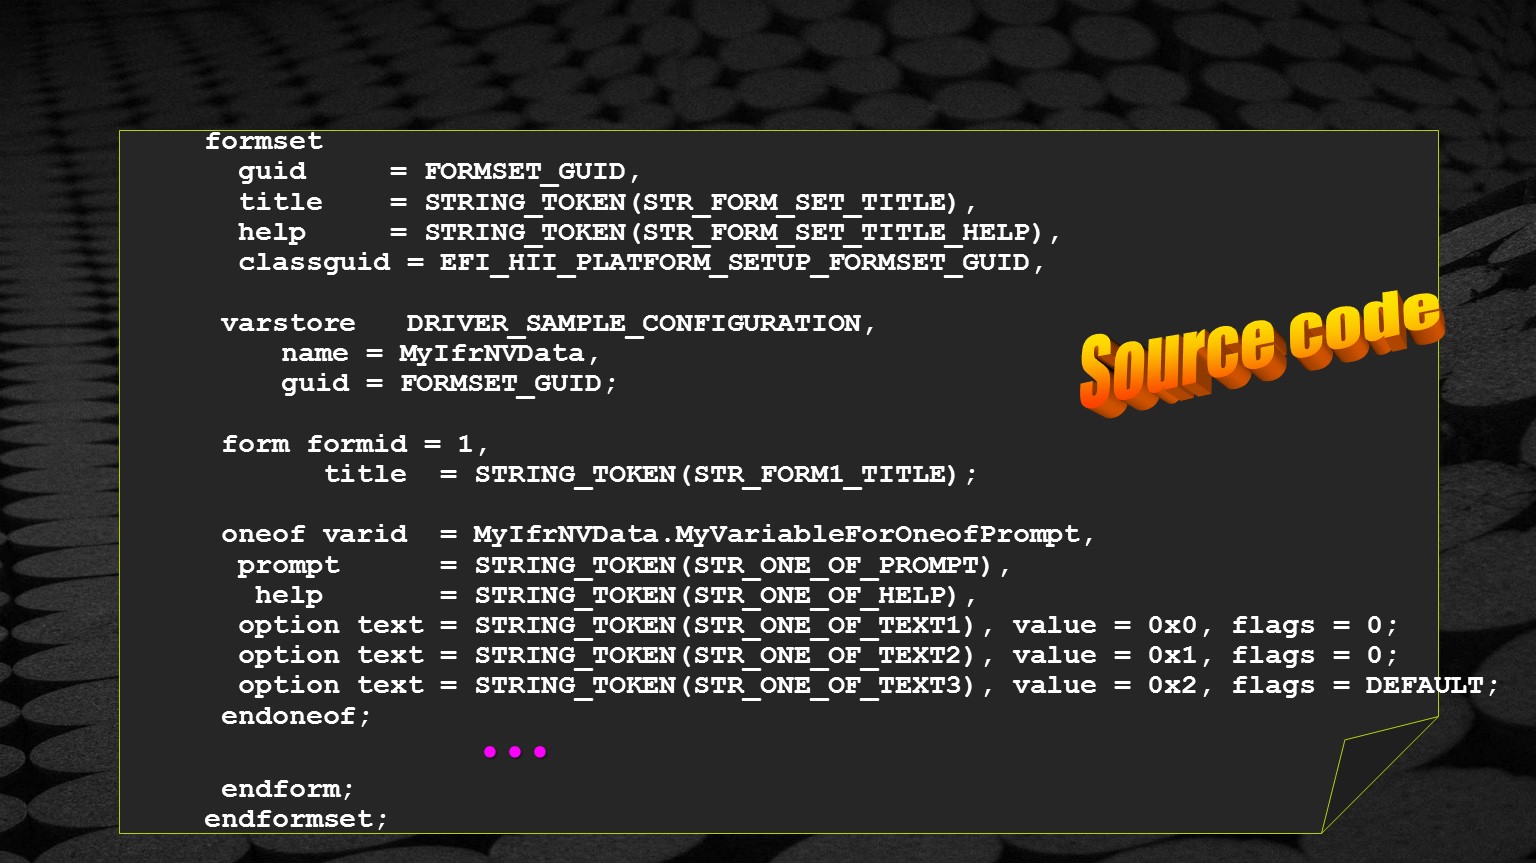 formset
guid = FORMSET_GUID,
title = STRING_TOKEN(STR_FORM_SET_TITLE),
help = STRING_TOKEN(STR_FORM_SET_TITLE_HELP),
classguid = EFI_HII_PLATFORM_SETUP_FORMSET_GUID,
varstore DRIVER_SAMPLE_CONFIGURATION,
name = MyIfrNVData,
guid = FORMSET_GUID;
Source code
form formid = 1,
title = STRING_TOKEN(STR_FORM1_TITLE);
oneof varid = MyIfrNVData.MyVariableForOneofPrompt,
prompt = STRING_TOKEN(STR_ONE_OF_PROMPT),
help = STRING_TOKEN(STR_ONE_OF_HELP),
option text = STRING_TOKEN(STR_ONE_OF_TEXT1), value = 0x0, flags = 0;
option text = STRING_TOKEN(STR_ONE_OF_TEXT2), value = 0x1, flags = 0;
option text = STRING_TOKEN(STR_ONE_OF_TEXT3), value = 0x2, flags = DEFAULT;
endoneof;
...
endform;
endformset;